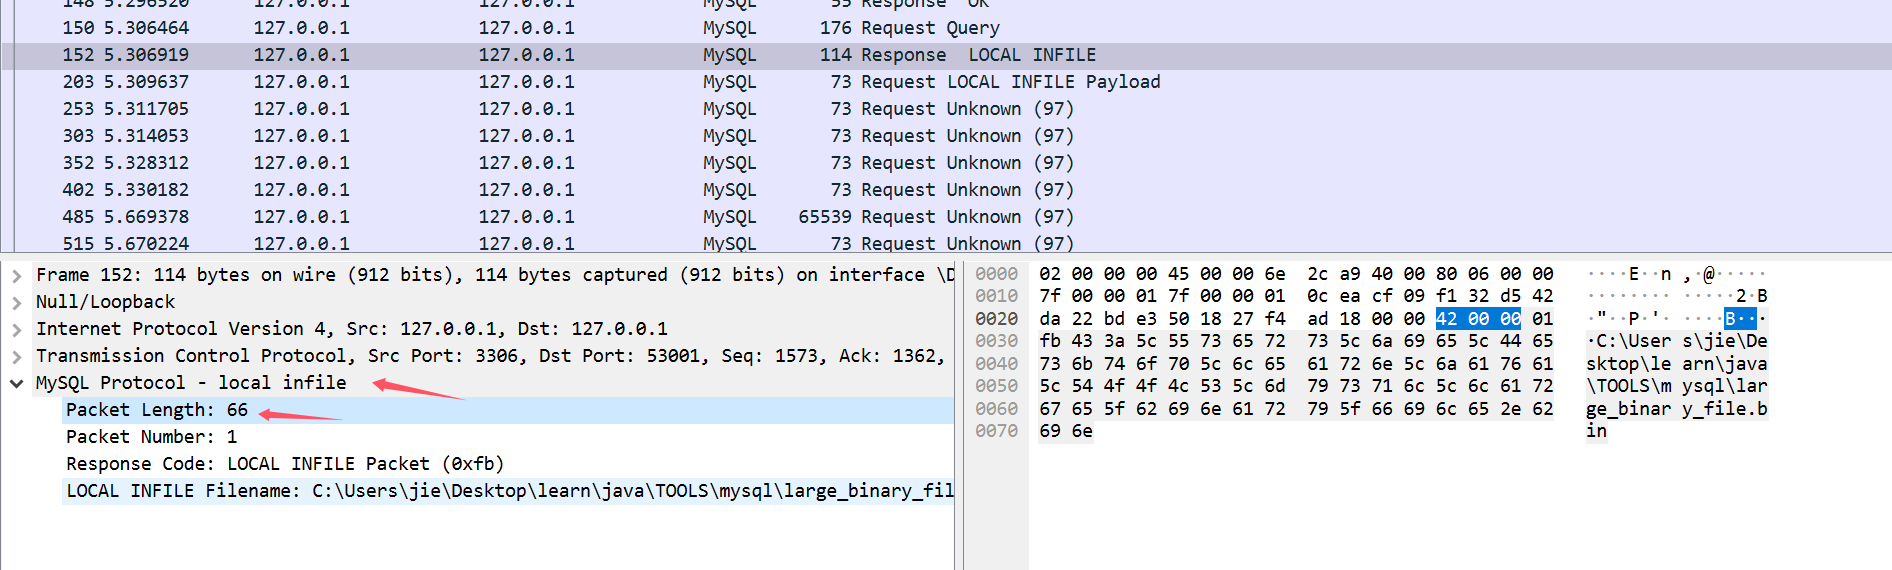 148 5.296520 127.0.0.1 127.0.0.1 MySQL 55 Response OK
150 5.306464 127.0.0.1 127.0.0.1 MySQL 176 Request Query
152 5.306919 127.0.0.1 127.0.0.1 MySQL 114 Response LOCAL INFILE
203 5.309637 127.0.0.1 127.0.0.1 MySQL 73 Request LOCAL INFILE Payload
253 5.311705 127.0.0.1 127.0.0.1 MySQL 73 Request Unknown (97)
303 5.314053 127.0.0.1 127.0.0.1 MySQL 73 Request Unknown (97)
352 5.328312 127.0.0.1 127.0.0.1 MySQL 73 Request Unknown (97)
402 5.330182 127.0.0.1 127.0.0.1 MySQL 73 Request Unknown (97)
485 5.669378 127.0.0.1 127.0.0.1 MySQL 65539 Request Unknown (97)
515 5.670224 127.0.0.1 127.0.0.1 MySQL 73 Request Unknown (97)
Frame 152: 114 bytes on wire (912 bits), 114 bytes captured (912 bits) on interface \D
Null/Loopback
Internet Protocol Version 4, Src: 127.0.0.1, Dst: 127.0.0.1
Transmission Control Protocol, Src Port: 3306, Dst Port: 53001, Seq: 1573, Ack: 1362,
MySQL Protocol - local infile
Packet Length: 66
Packet Number: 1
Response Code: LOCAL INFILE Packet (0xfb)
LOCAL INFILE Filename: C:\Users\jie\Desktop\learn\java\TOOLS\mysql\large_binary_fil
0000 02 00 00 00 45 00 00 6e 2c a9 40 00 80 06 00 00 ····E··n ,·@·····
0010 7f 00 00 01 7f 00 00 01 0c ea cf 09 f1 32 d5 42 ········ ·····2·B
0020 da 22 bd e3 50 18 27 f4 ad 18 00 00 42 00 00 01 ·"··P·'· ····B···
0030 fb 43 3a 5c 55 73 65 72 73 5c 6a 69 65 5c 44 65 ·C:\User s\jie\De
0040 73 6b 74 6f 70 5c 6c 65 61 72 6e 5c 6a 61 76 61 sktop\le arn\java
0050 5c 54 4f 4f 4c 53 5c 6d 79 73 71 6c 5c 6c 61 72 \TOOLS\m ysql\lar
0060 67 65 5f 62 69 6e 61 72 79 5f 66 69 6c 65 2e 62 ge_binar y_file.b
0070 69 6e in